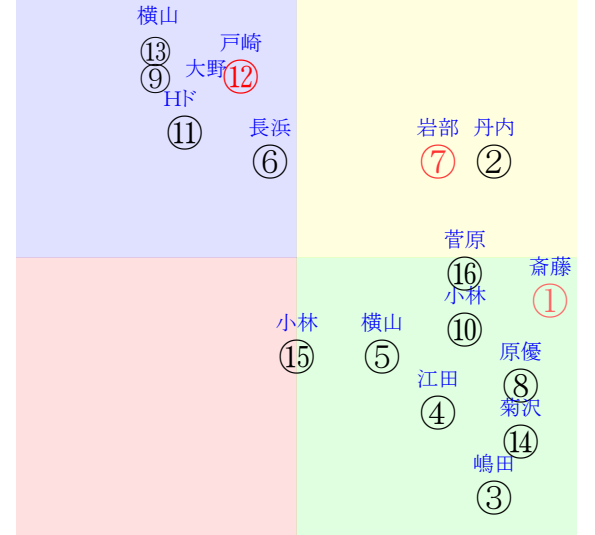 横山
⑬
戸崎
大野
⑨
⑫
Hド
⑪
長浜
⑥
岩部
⑦
丹内
②
菅原
⑯
斎藤
①
小林
⑩
小林
⑮
横山
⑤
原優
⑧
江田
④
菊沢
⑭
嶋田
③